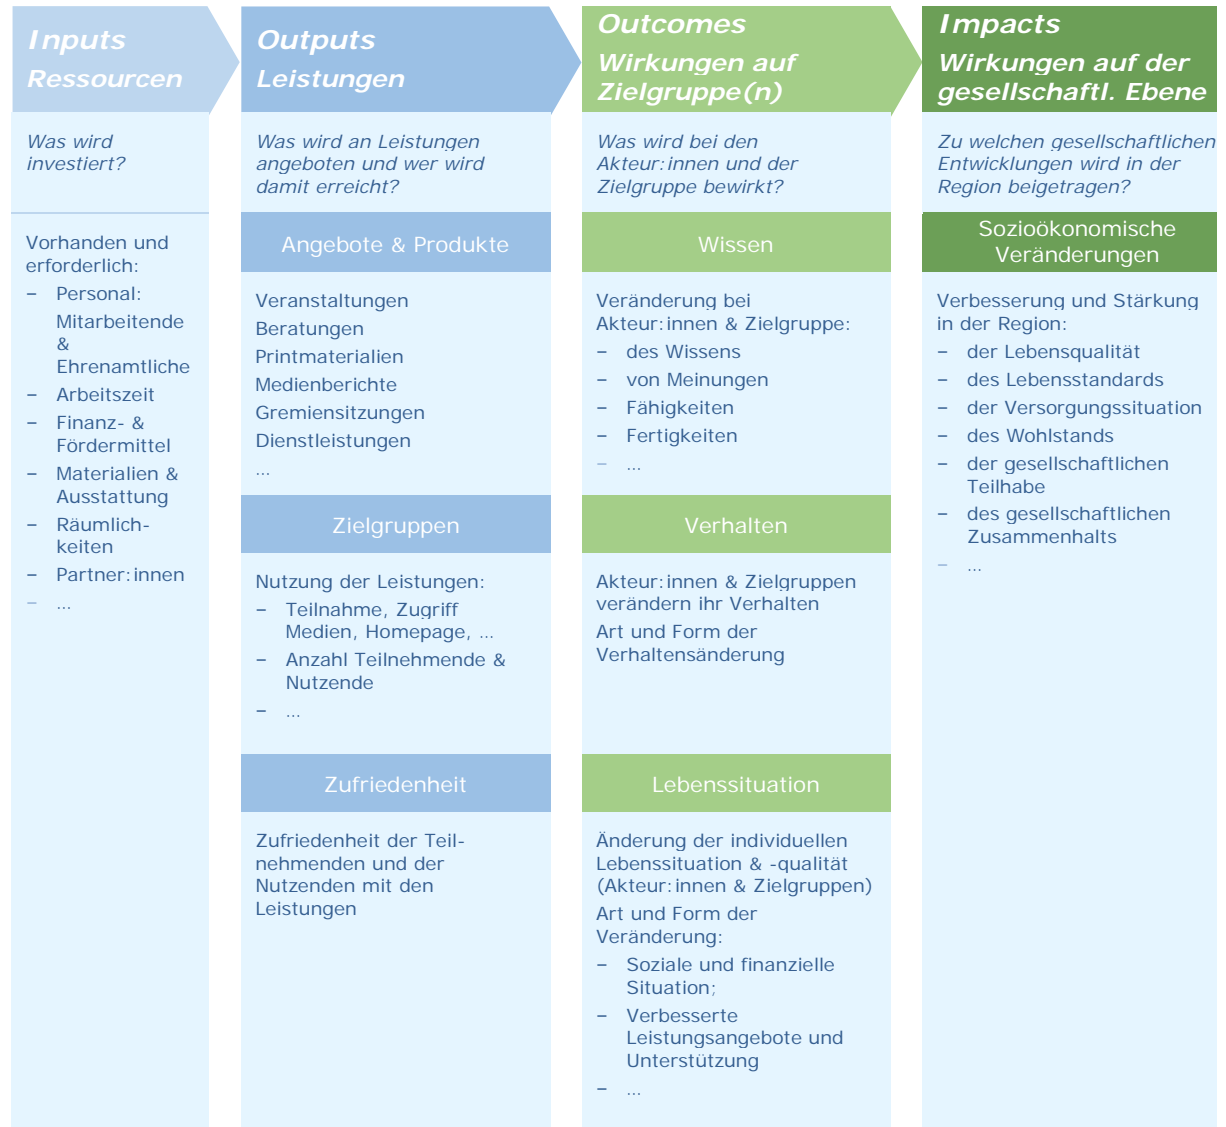 Inputs
Ressourcen
Was wird
investiert?
Vorhanden und
erforderlich:
– Personal:
Mitarbeitende
&
Ehrenamtliche
– Arbeitszeit
– Finanz- &
Fördermittel
– Materialien &
Ausstattung
– Räumlich-
keiten
– Partner:innen
– ...
Outputs
Leistungen
Was wird an Leistungen
angeboten und wer wird
damit erreicht?
Angebote & Produkte
Veranstaltungen
Beratungen
Printmaterialien
Medienberichte
Gremiensitzungen
Dienstleistungen
...
Zielgruppen
Nutzung der Leistungen:
– Teilnahme, Zugriff
Medien, Homepage, ...
– Anzahl Teilnehmende &
Nutzende
– ...
Zufriedenheit
Zufriedenheit der Teil-
nehmenden und der
Nutzenden mit den
Leistungen
Outcomes
Wirkungen auf
Zielgruppe(n)
Was wird bei den
Akteur:innen und der
Zielgruppe bewirkt?
Wissen
Veränderung bei
Akteur:innen & Zielgruppe:
– des Wissens
– von Meinungen
– Fähigkeiten
– Fertigkeiten
– ...
Verhalten
Akteur:innen & Zielgruppen
verändern ihr Verhalten
Art und Form der
Verhaltensänderung
Lebenssituation
Änderung der individuellen
Lebenssituation & -qualität
(Akteur:innen & Zielgruppen)
Art und Form der
Veränderung:
– Soziale und finanzielle
Situation;
– Verbesserte
Leistungsangebote und
Unterstützung
– ...
Impacts
Wirkungen auf der
gesellschaftl. Ebene
Zu welchen gesellschaftlichen
Entwicklungen wird in der
Region beigetragen?
Sozioökonomische
Veränderungen
Verbesserung und Stärkung
in der Region:
– der Lebensqualität
– des Lebensstandards
– der Versorgungssituation
– des Wohlstands
– der gesellschaftlichen
Teilhabe
– des gesellschaftlichen
Zusammenhalts
– ...